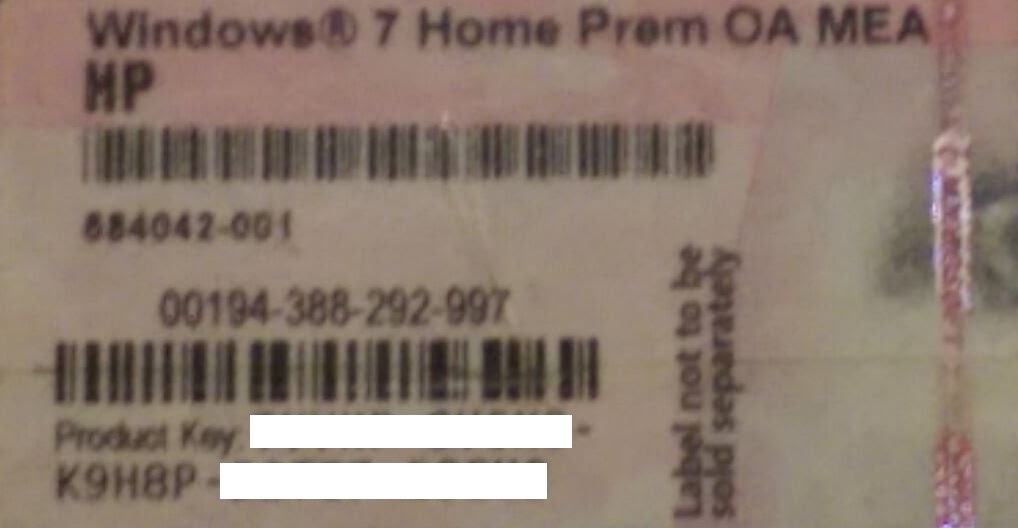 Windows® 7 Home Prem OA MEA
HP
684042-001
00194-388-292-997
Product Key: -
K9H8P-
Label not to be
sold separately